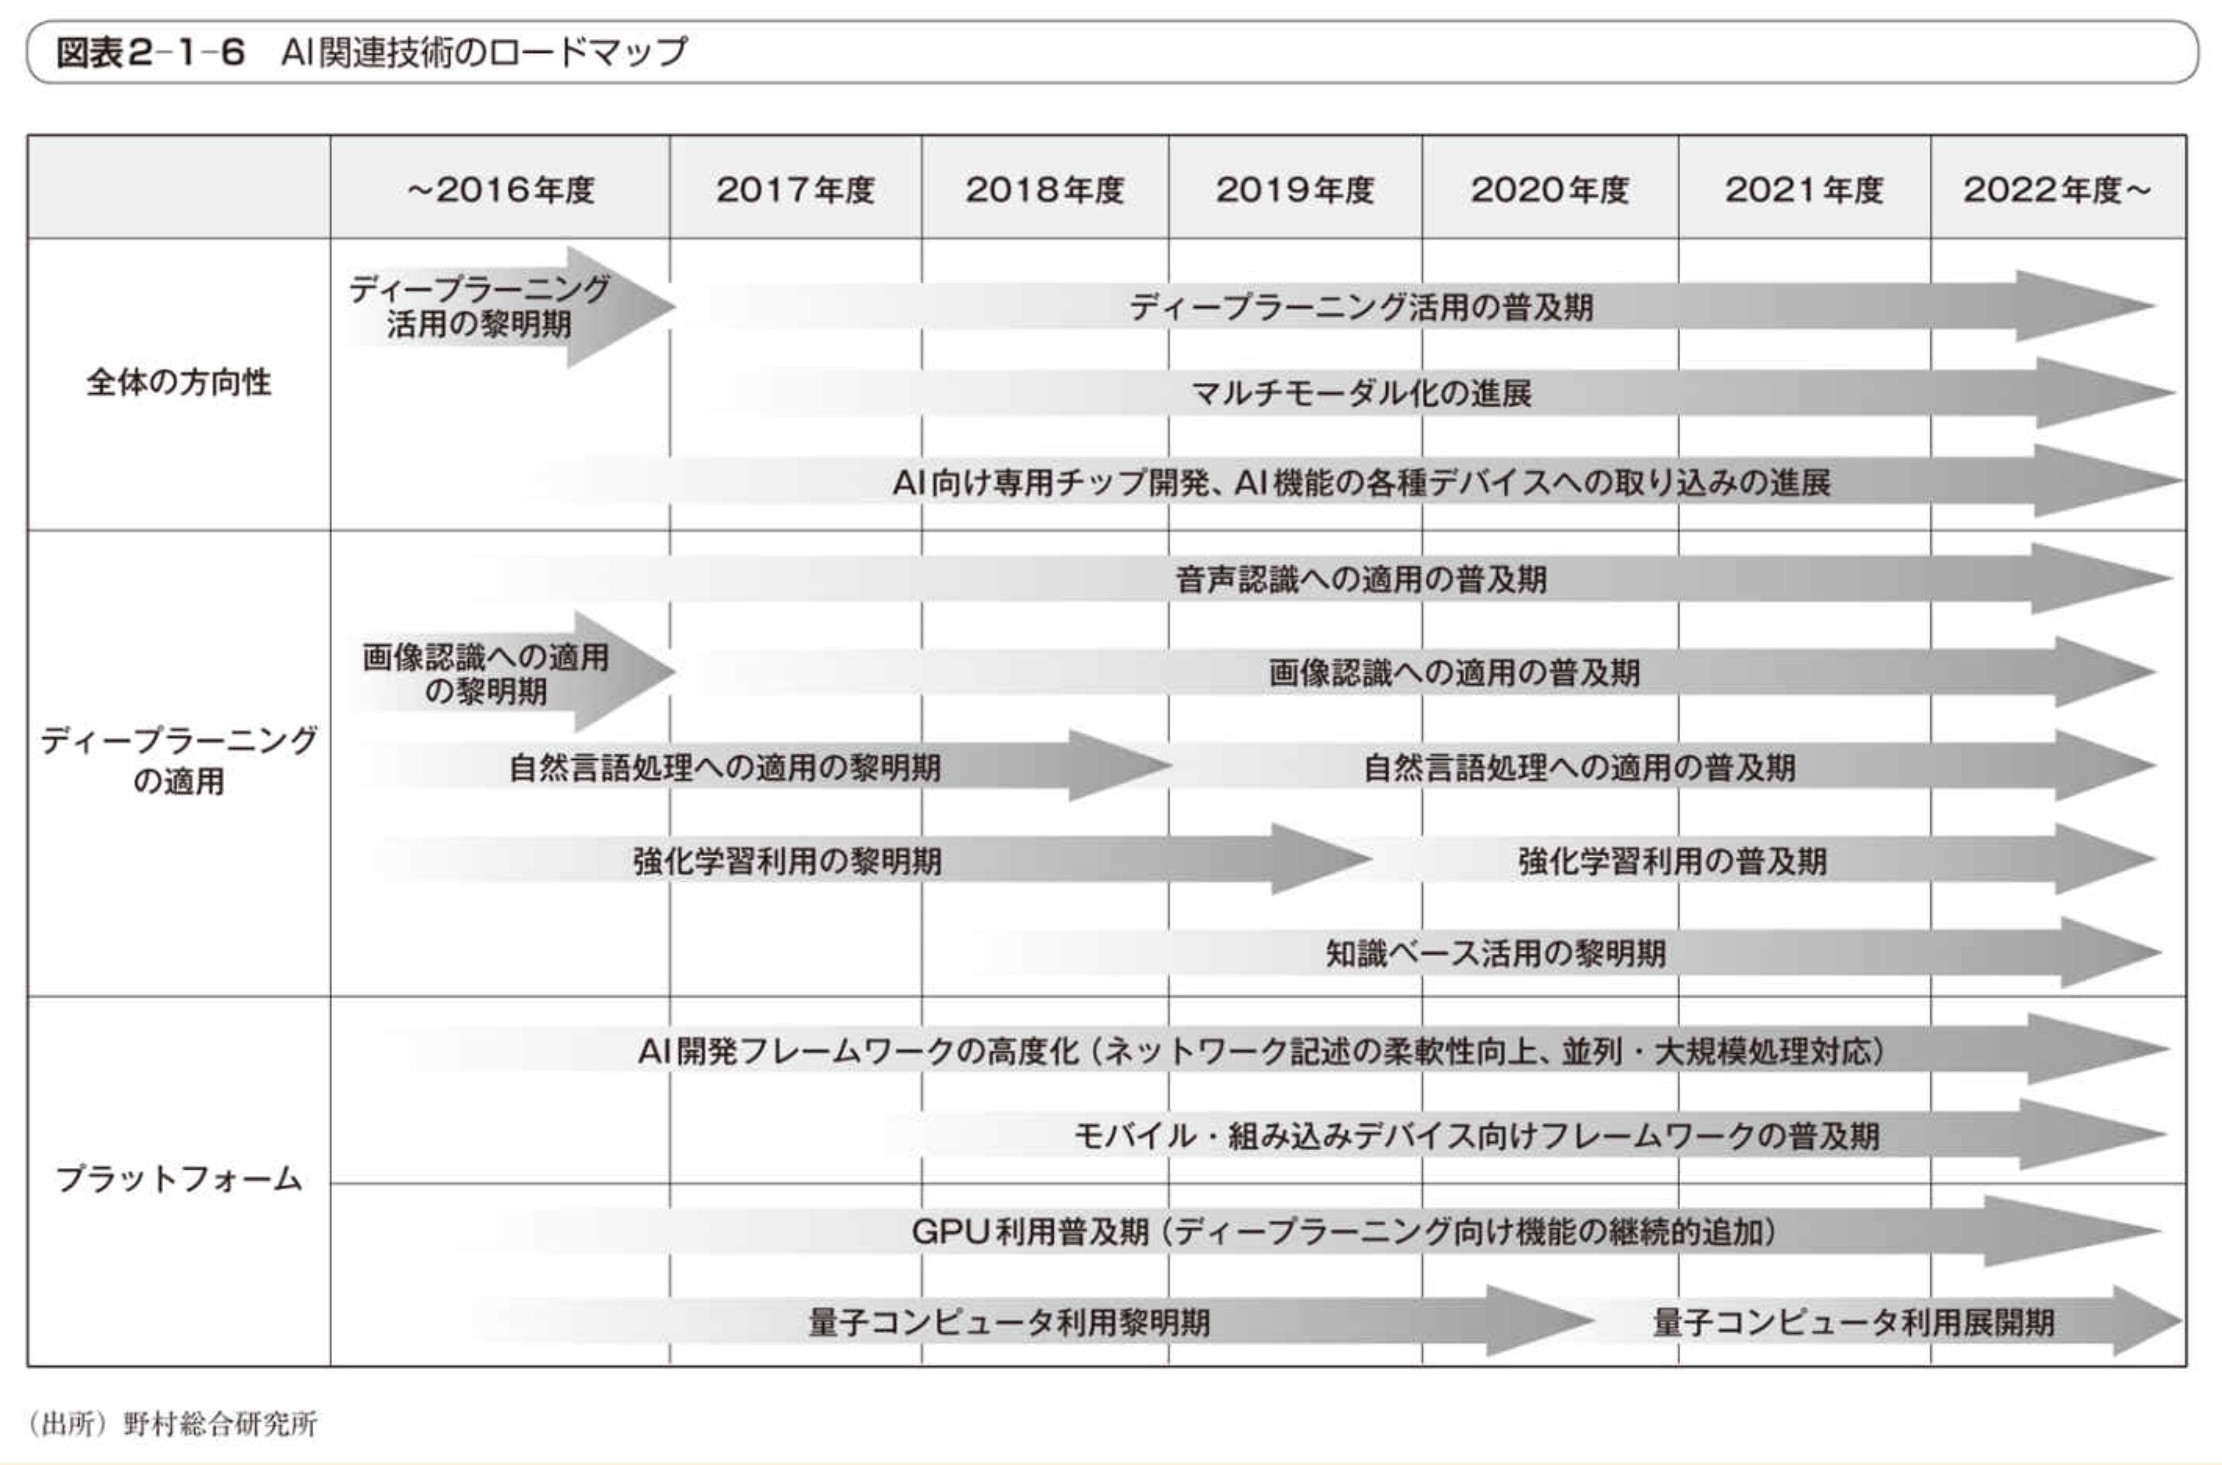 図表2-1-6　AI関連技術のロードマップ
～2016年度
2017年度
2018年度
2019年度
2020年度
2021年度
2022年度～
全体の方向性
ディープラーニング
活用の黎明期
ディープラーニング活用の普及期
マルチモーダル化の進展
AI向け専用チップ開発、AI機能の各種デバイスへの取り込みの進展
ディープラーニング
の適用
音声認識への適用の普及期
画像認識への適用
の黎明期
画像認識への適用の普及期
自然言語処理への適用の黎明期
自然言語処理への適用の普及期
強化学習利用の黎明期
強化学習利用の普及期
知識ベース活用の黎明期
プラットフォーム
AI開発フレームワークの高度化（ネットワーク記述の柔軟性向上、並列・大規模処理対応）
モバイル・組み込みデバイス向けフレームワークの普及期
GPU利用普及期（ディープラーニング向け機能の継続的追加）
量子コンピュータ利用黎明期
量子コンピュータ利用展開期
（出所）野村総合研究所